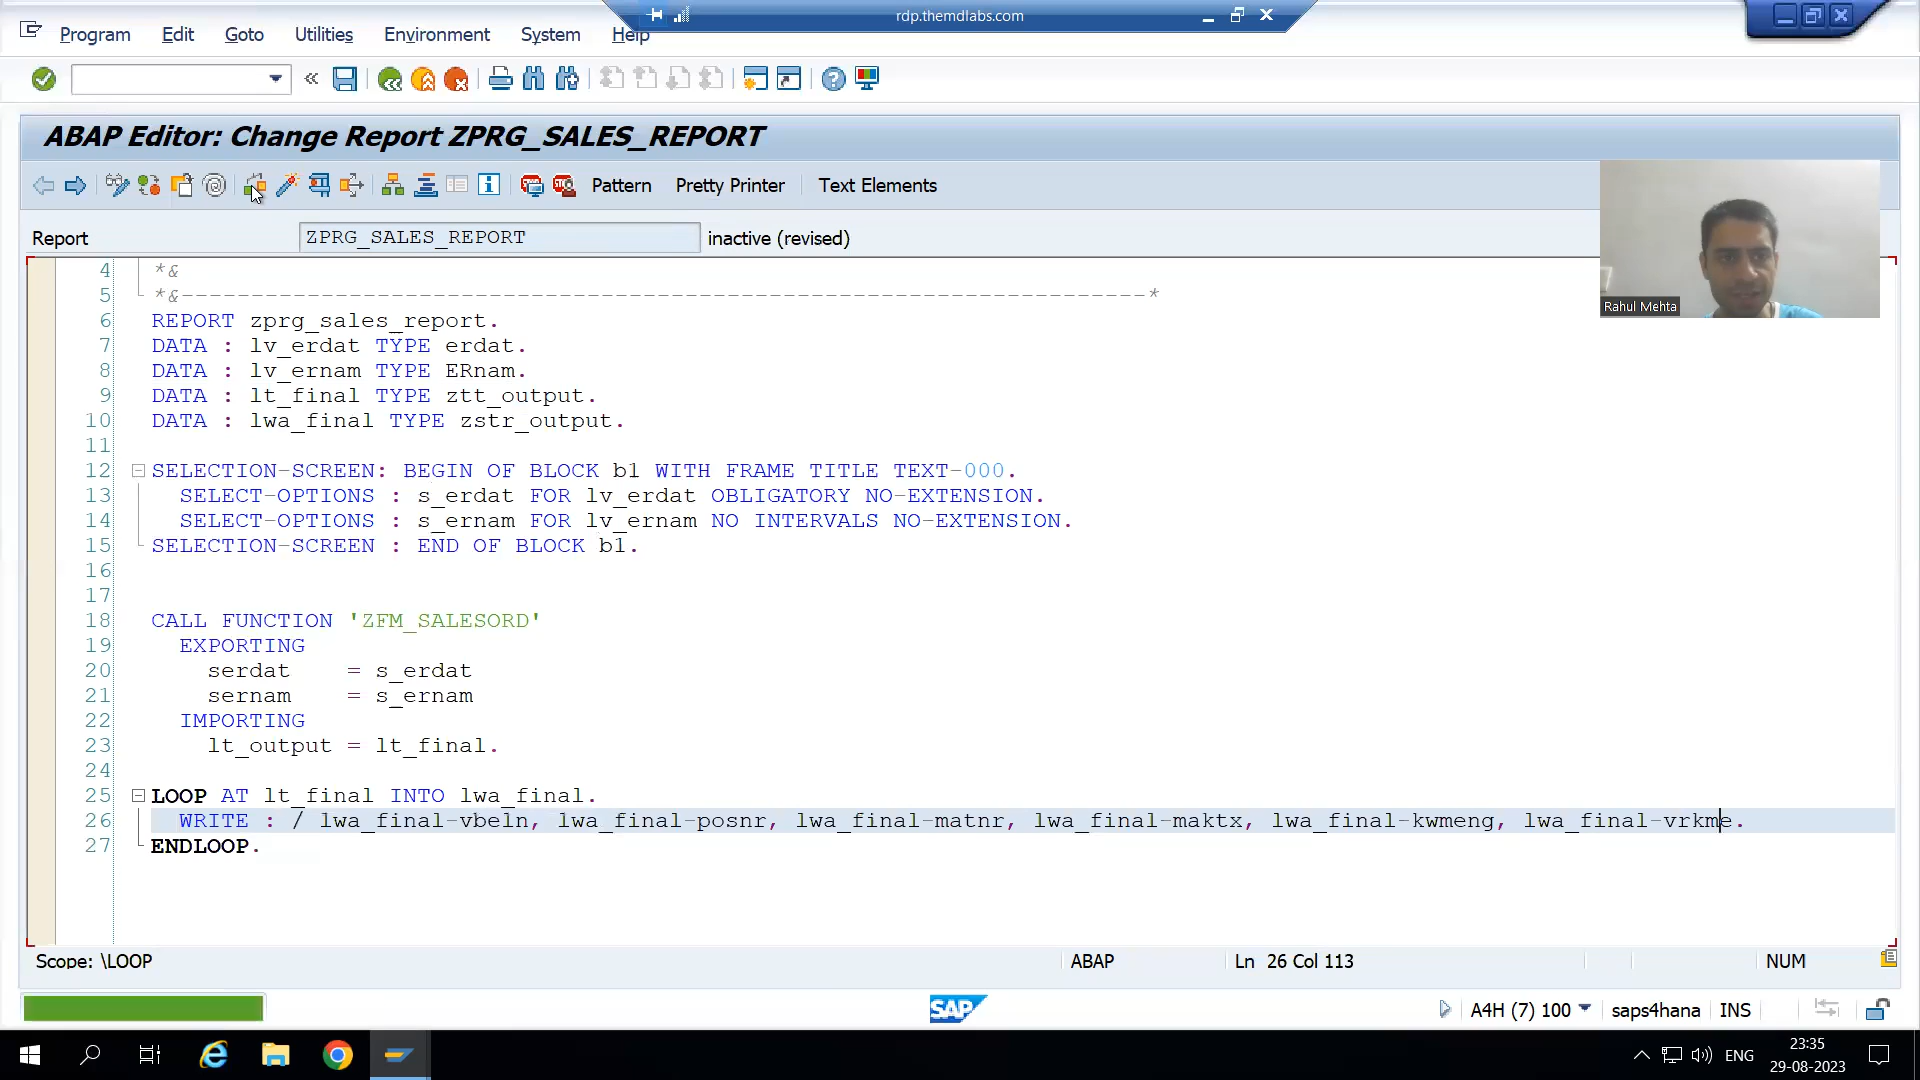 rdp.themdlabs.com
Program Edit Goto Utilities Environment System Help
ABAP Editor: Change Report ZPRG_SALES_REPORT
Pattern Pretty Printer Text Elements
Report ZPRG_SALES_REPORT inactive (revised)
Rahul Mehta
4 *&
5 *&---------------------------------------------------------------------*
6 REPORT zprg_sales_report.
7 DATA : lv_erdat TYPE erdat.
8 DATA : lv_ernam TYPE ERnam.
9 DATA : lt_final TYPE ztt_output.
10 DATA : lwa_final TYPE zstr_output.
11
12 SELECTION-SCREEN: BEGIN OF BLOCK b1 WITH FRAME TITLE TEXT-000.
13 SELECT-OPTIONS : s_erdat FOR lv_erdat OBLIGATORY NO-EXTENSION.
14 SELECT-OPTIONS : s_ernam FOR lv_ernam NO INTERVALS NO-EXTENSION.
15 SELECTION-SCREEN : END OF BLOCK b1.
16
17
18 CALL FUNCTION 'ZFM_SALESORD'
19 EXPORTING
20 serdat = s_erdat
21 sernam = s_ernam
22 IMPORTING
23 lt_output = lt_final.
24
25 LOOP AT lt_final INTO lwa_final.
26 WRITE : / lwa_final-vbeln, lwa_final-posnr, lwa_final-matnr, lwa_final-maktx, lwa_final-kwmeng, lwa_final-vrkme.
27 ENDLOOP.
Scope: \LOOP ABAP Ln 26 Col 113 NUM
SAP A4H (7) 100 saps4hana INS
ENG 23:35
29-08-2023